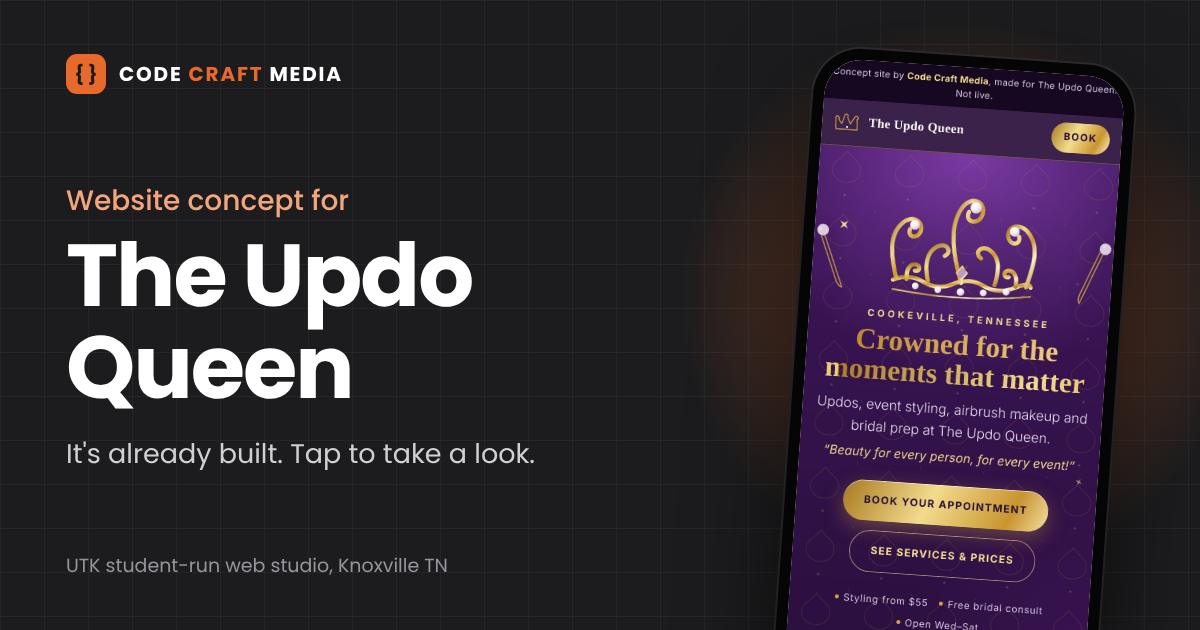 { } CODE CRAFT MEDIA
Website concept for
The Updo
Queen
It's already built. Tap to take a look.
UTK student-run web studio, Knoxville TN
Concept site by Code Craft Media, made for The Updo Queen.
Not live.
The Updo Queen
BOOK
COOKEVILLE, TENNESSEE
Crowned for the
moments that matter
Updos, event styling, airbrush makeup and
bridal prep at The Updo Queen.
“Beauty for every person, for every event!”
BOOK YOUR APPOINTMENT
SEE SERVICES & PRICES
• Styling from $55 • Free bridal consult
• Open Wed–Sat